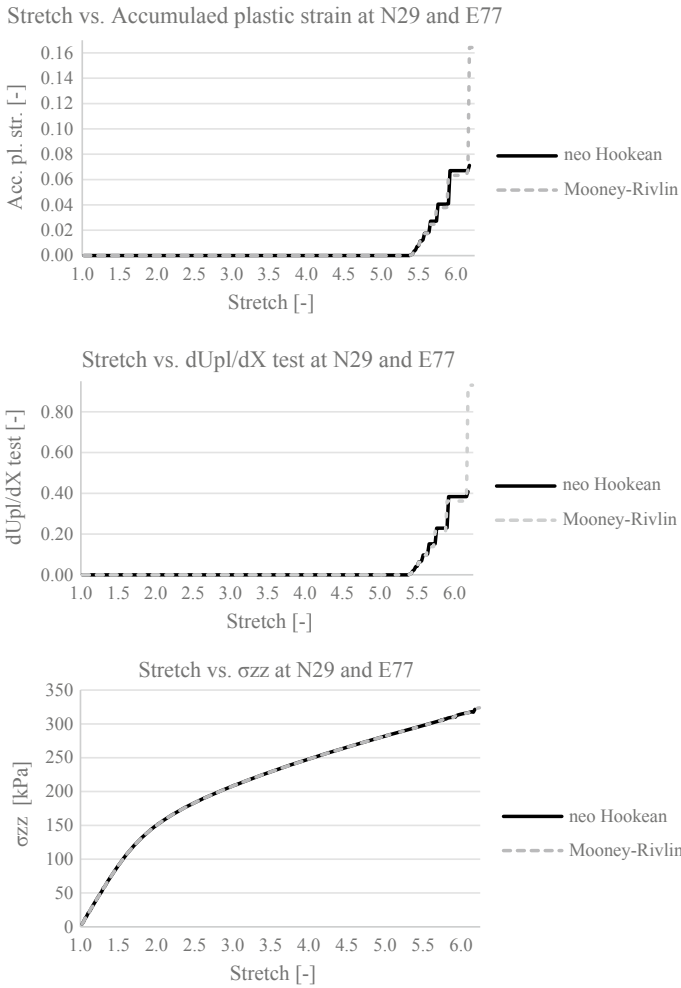 Stretch vs. Accumulaed plastic strain at N29 and E77
0.16
0.14
0.12
0.10
0.08
0.06
0.04
0.02
0.00
Acc. pl. str. [-]
1.0 1.5 2.0 2.5 3.0 3.5 4.0 4.5 5.0 5.5 6.0
Stretch [-]
neo Hookean
Mooney-Rivlin
Stretch vs. dUpl/dX test at N29 and E77
0.80
0.60
0.40
0.20
0.00
dUpl/dX test [-]
1.0 1.5 2.0 2.5 3.0 3.5 4.0 4.5 5.0 5.5 6.0
Stretch [-]
neo Hookean
Mooney-Rivlin
Stretch vs. σzz at N29 and E77
350
300
250
200
150
100
50
0
σzz [kPa]
1.0 1.5 2.0 2.5 3.0 3.5 4.0 4.5 5.0 5.5 6.0
Stretch [-]
neo Hookean
Mooney-Rivlin